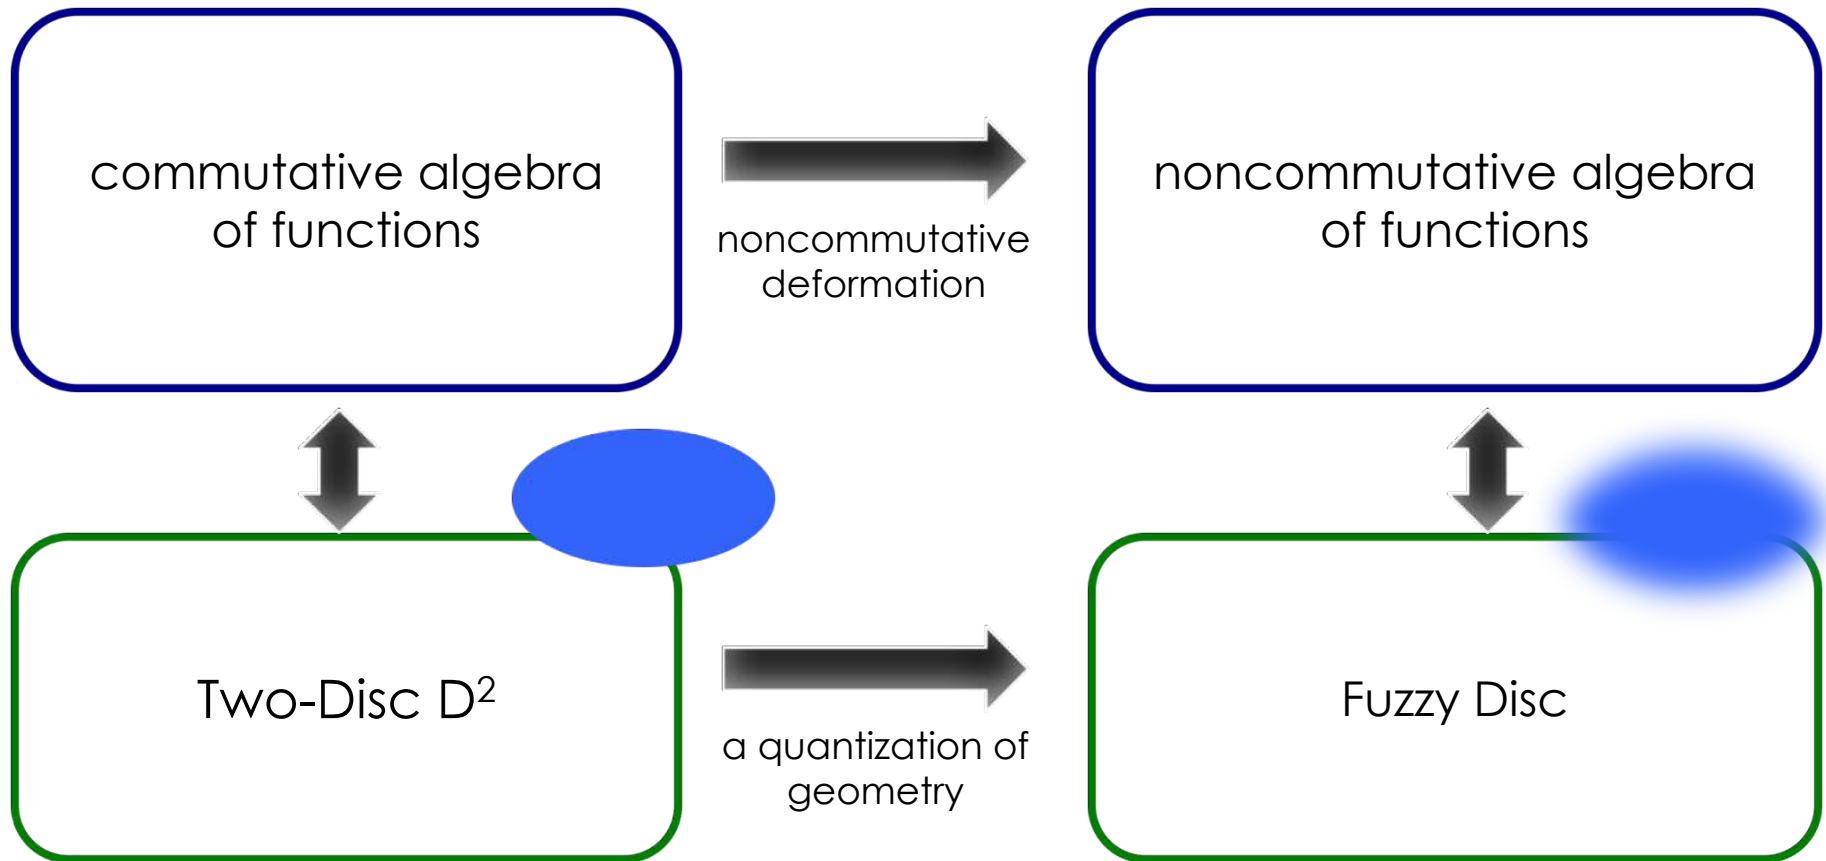 commutative algebra
of functions
noncommutative
deformation
noncommutative algebra
of functions
Two-Disc D²
a quantization of
geometry
Fuzzy Disc